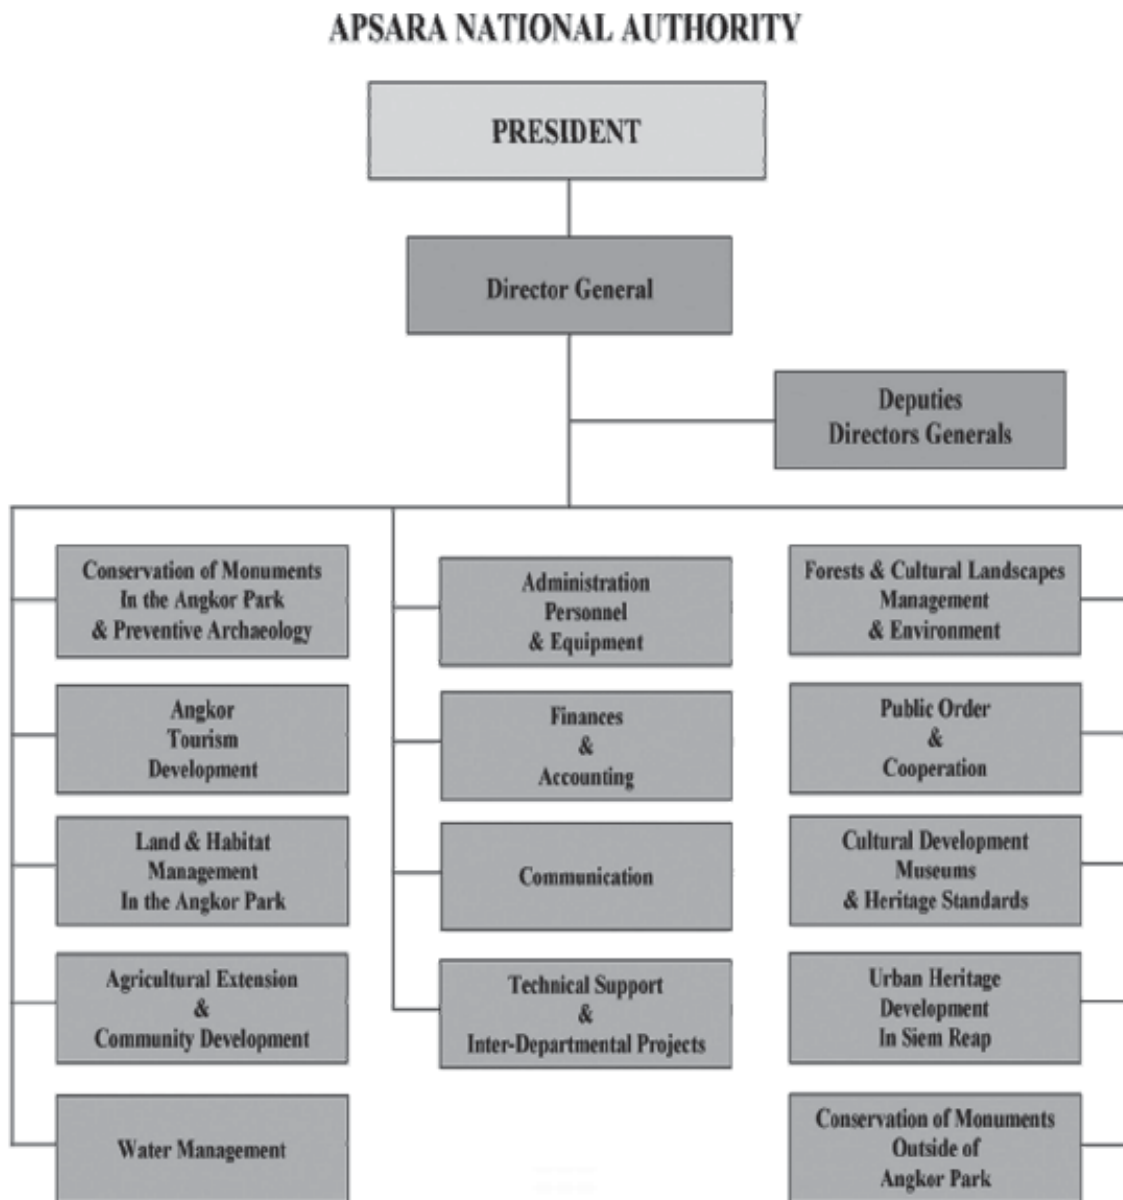 APSARA NATIONAL AUTHORITY
PRESIDENT
Director General
Deputies
Directors Generals
Conservation of Monuments
In the Angkor Park
& Preventive Archaeology
Angkor
Tourism
Development
Land & Habitat
Management
In the Angkor Park
Agricultural Extension
&
Community Development
Water Management
Administration
Personnel
& Equipment
Finances
&
Accounting
Communication
Technical Support
&
Inter-Departmental Projects
Forests & Cultural Landscapes
Management
& Environment
Public Order
&
Cooperation
Cultural Development
Museums
& Heritage Standards
Urban Heritage
Development
In Siem Reap
Conservation of Monuments
Outside of
Angkor Park